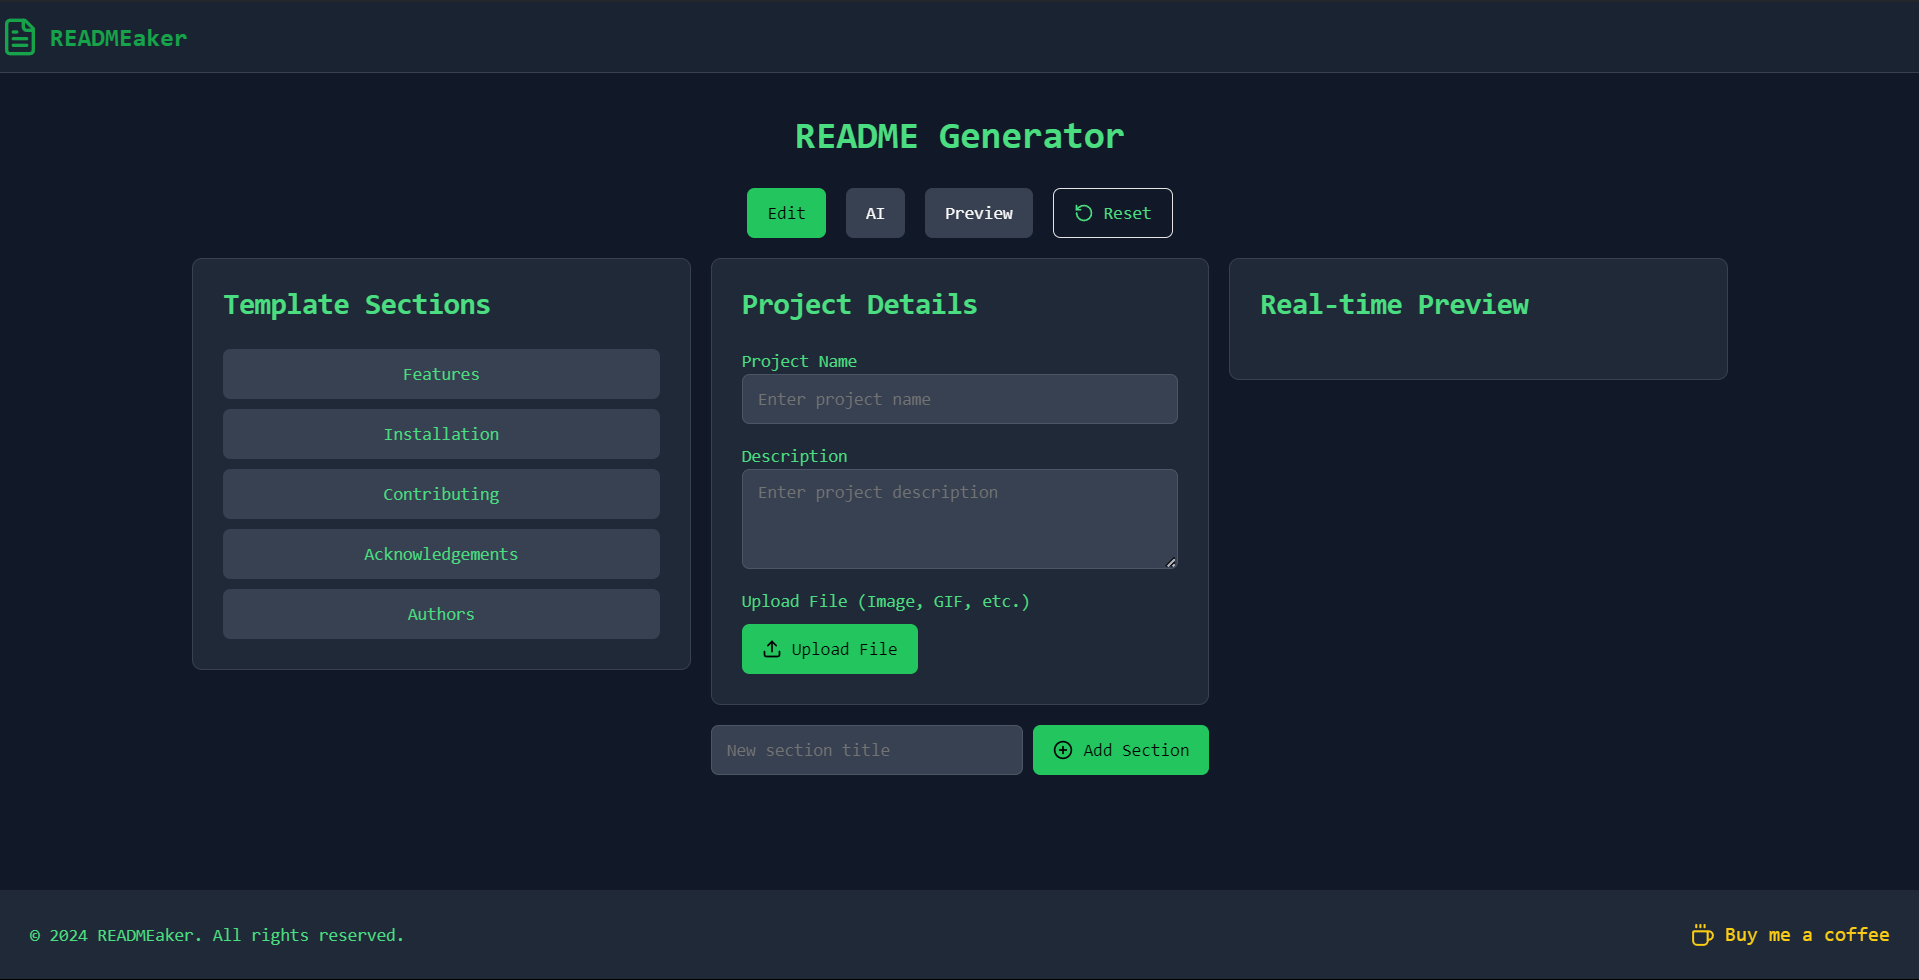 READMEaker
README Generator
Edit
AI
Preview
Reset
Template Sections
Features
Installation
Contributing
Acknowledgements
Authors
Project Details
Project Name
Enter project name
Description
Enter project description
Upload File (Image, GIF, etc.)
Upload File
New section title
Add Section
Real-time Preview
© 2024 READMEaker. All rights reserved.
Buy me a coffee